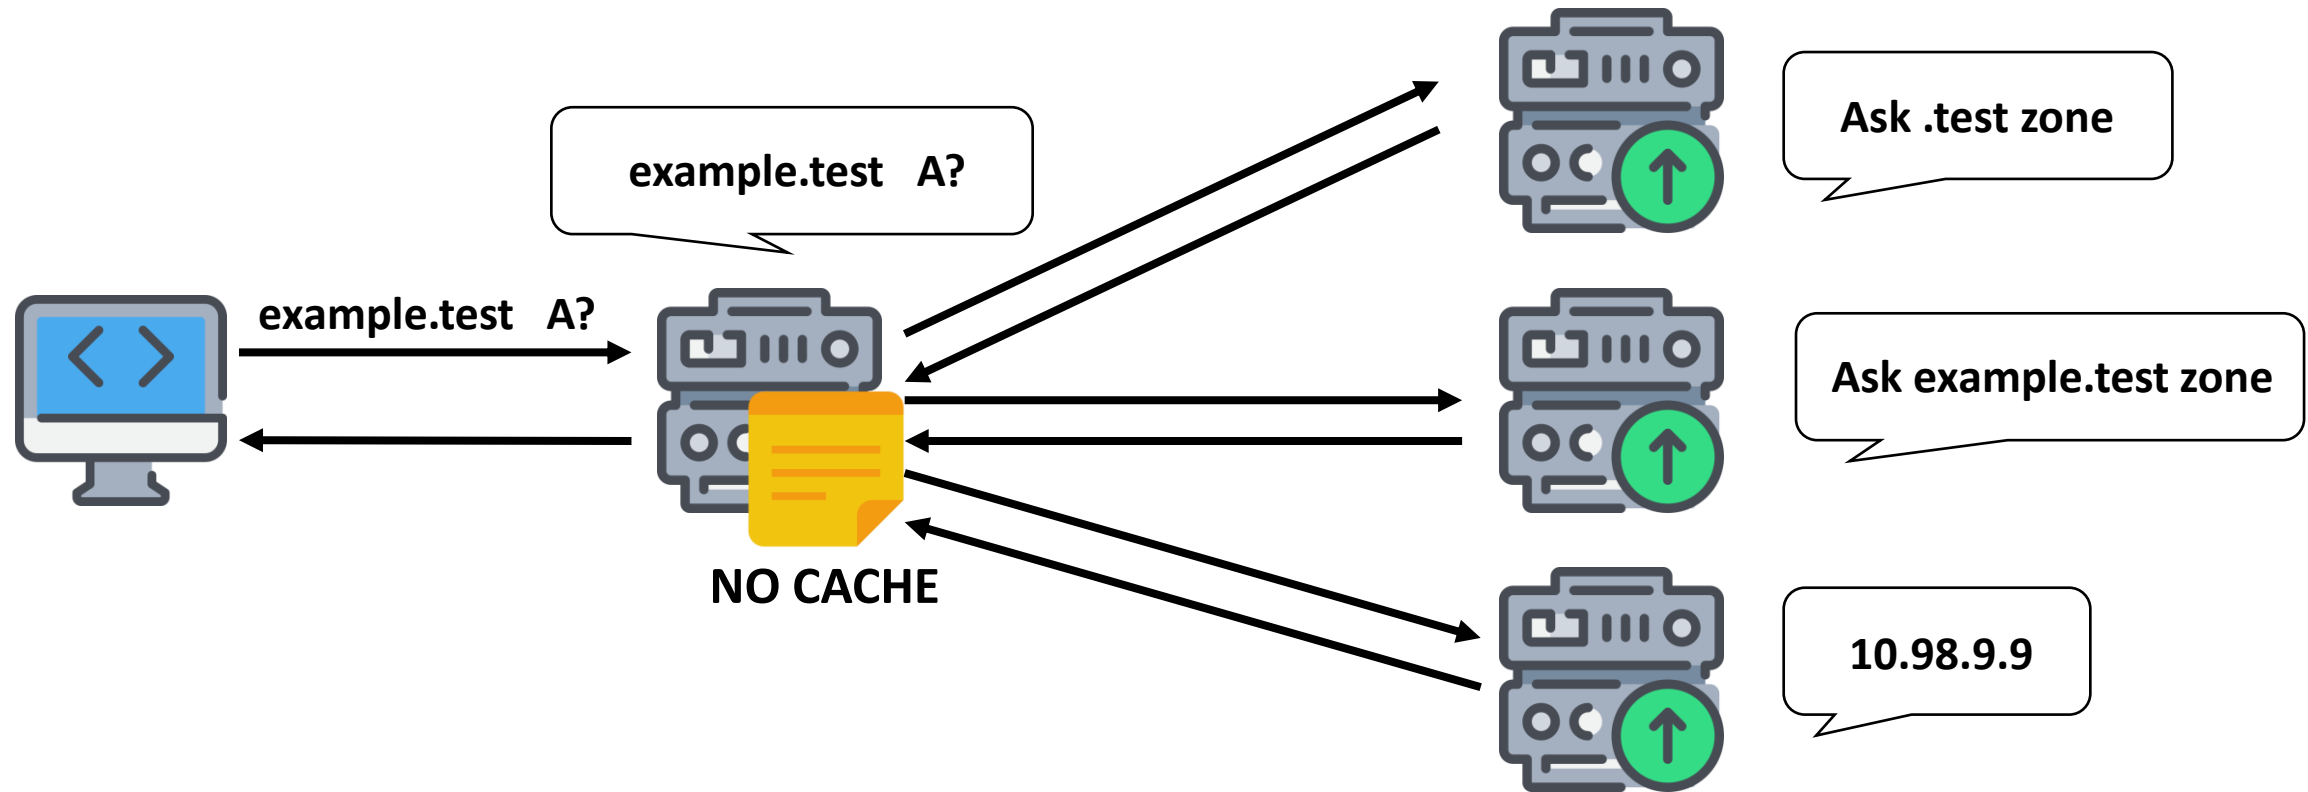 example.test A?
example.test A?
NO CACHE
Ask .test zone
Ask example.test zone
10.98.9.9